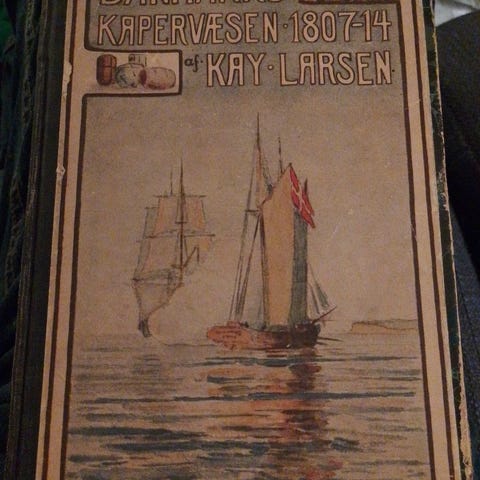 KAPERVÆSEN · 1807-14
af · KAY · LARSEN.